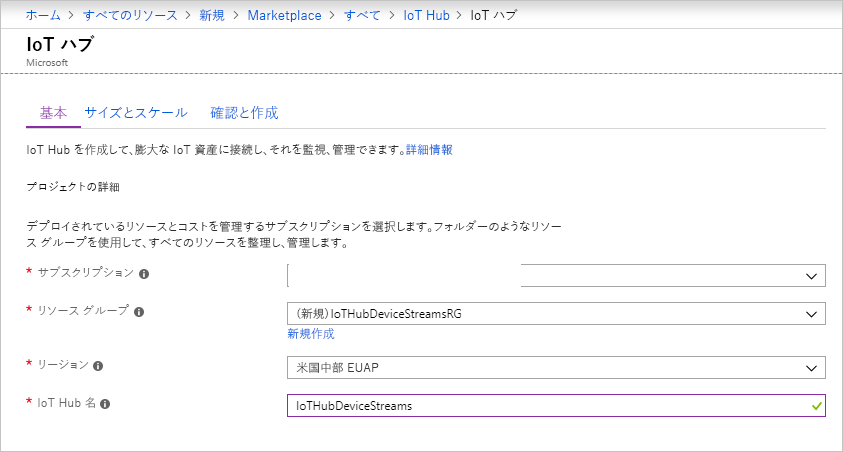 ホーム > すべてのリソース > 新規 > Marketplace > すべて > IoT Hub > IoT ハブ
IoT ハブ
Microsoft
基本 サイズとスケール 確認と作成
IoT Hub を作成して、膨大な IoT 資産に接続し、それを監視、管理できます。詳細情報
プロジェクトの詳細
デプロイされているリソースとコストを管理するサブスクリプションを選択します。フォルダーのようなリソー
ス グループを使用して、すべてのリソースを整理し、管理します。
* サブスクリプション
* リソース グループ (新規) IoTHubDeviceStreamsRG
新規作成
* リージョン 米国中部 EUAP
* IoT Hub 名 IoTHubDeviceStreams